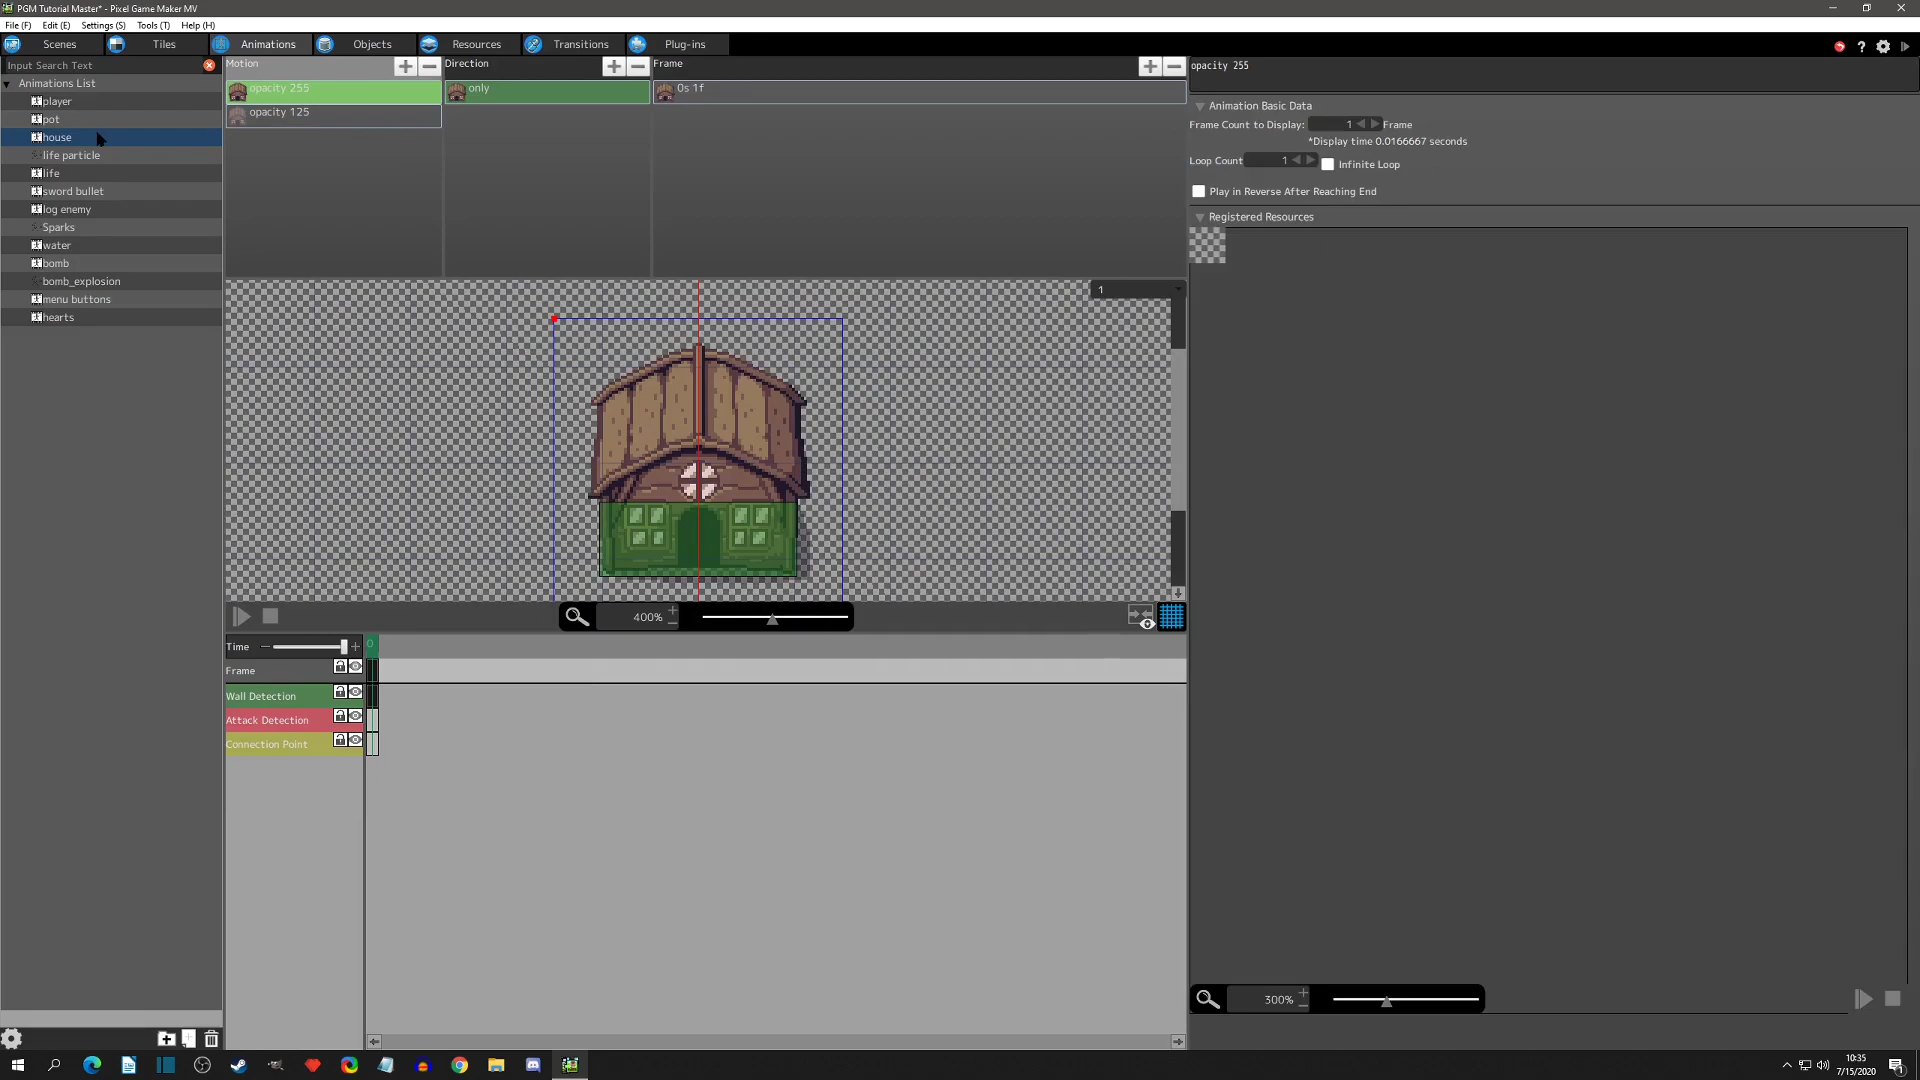 PGM Tutorial Master* - Pixel Game Maker MV
File (F) Edit (E) Settings (S) Tools (T) Help (H)
Scenes Tiles Animations Objects Resources Transitions Plug-ins
Input Search Text
Animations List
player
pot
house
life particle
life
sword bullet
log enemy
Sparks
water
bomb
bomb_explosion
menu buttons
hearts
Motion
opacity 255
opacity 125
Direction
only
Frame
0s 1f
1
400%
Time
0
Frame
Wall Detection
Attack Detection
Connection Point
opacity 255
Animation Basic Data
Frame Count to Display: 1 Frame
*Display time 0.0166667 seconds
Loop Count 1 Infinite Loop
Play in Reverse After Reaching End
Registered Resources
300%
10:35
7/15/2020